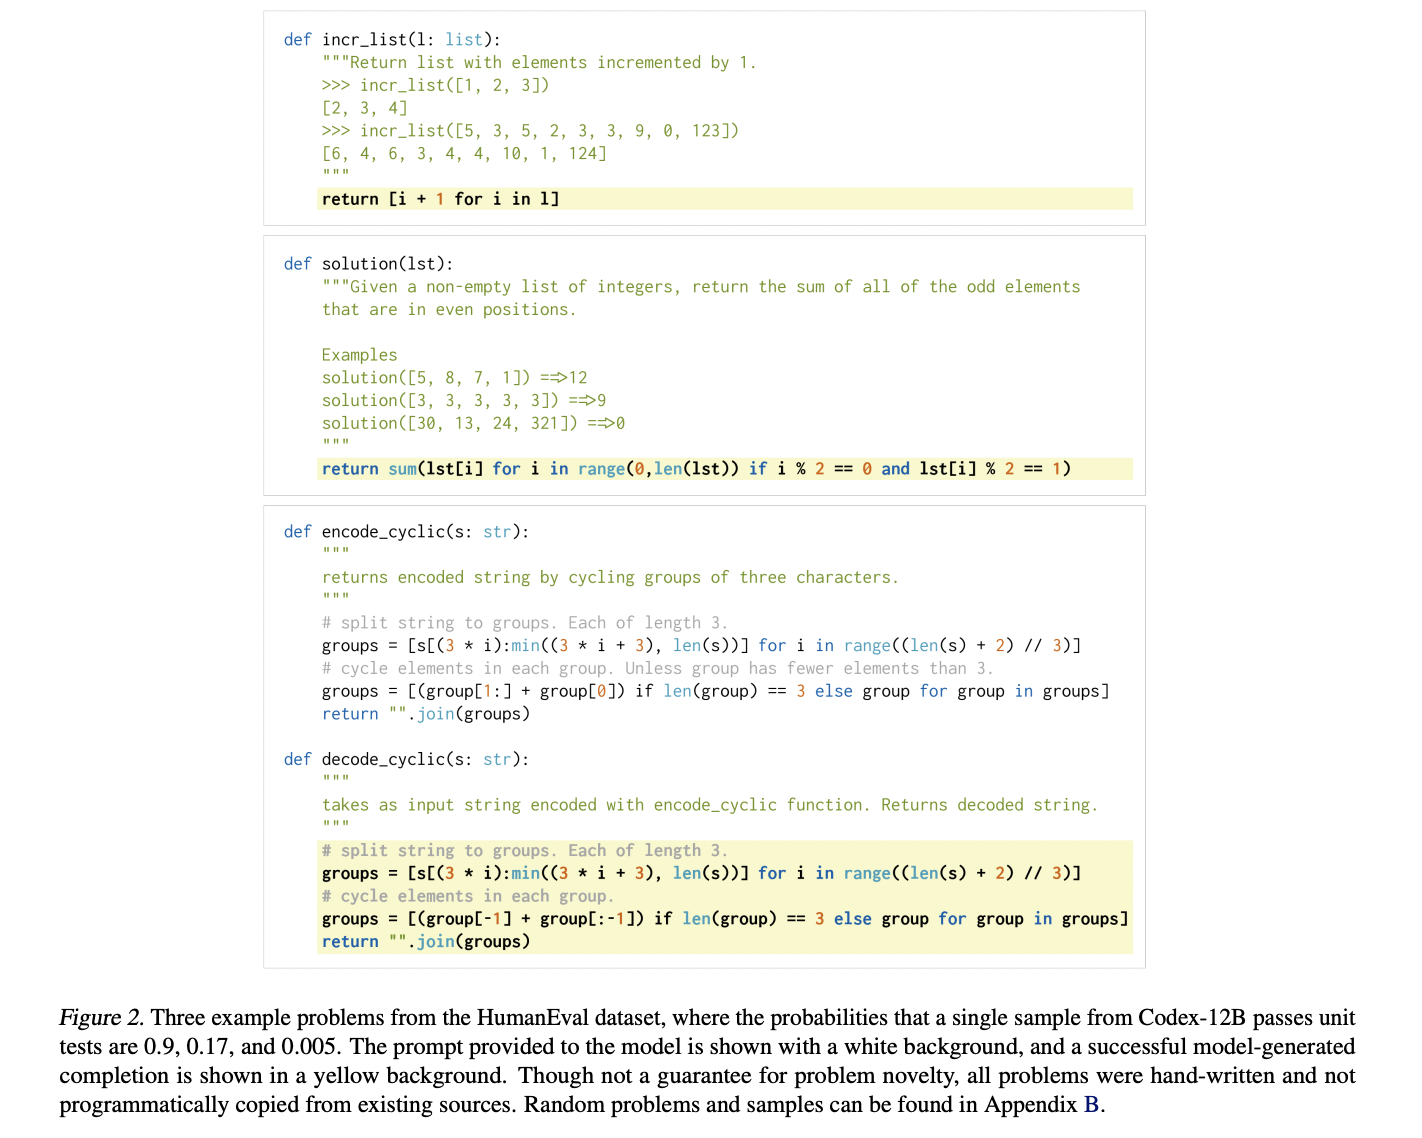 def incr_list(l: list):
    """Return list with elements incremented by 1.
    >>> incr_list([1, 2, 3])
    [2, 3, 4]
    >>> incr_list([5, 3, 5, 2, 3, 3, 9, 0, 123])
    [6, 4, 6, 3, 4, 4, 10, 1, 124]
    """
    return [i + 1 for i in l]
def solution(lst):
    """Given a non-empty list of integers, return the sum of all of the odd elements
    that are in even positions.
    Examples
    solution([5, 8, 7, 1]) ==>12
    solution([3, 3, 3, 3, 3]) ==>9
    solution([30, 13, 24, 321]) ==>0
    """
    return sum(lst[i] for i in range(0,len(lst)) if i % 2 == 0 and lst[i] % 2 == 1)
def encode_cyclic(s: str):
    """
    returns encoded string by cycling groups of three characters.
    """
    # split string to groups. Each of length 3.
    groups = [s[(3 * i):min((3 * i + 3), len(s))] for i in range((len(s) + 2) // 3)]
    # cycle elements in each group. Unless group has fewer elements than 3.
    groups = [(group[1:] + group[0]) if len(group) == 3 else group for group in groups]
    return "".join(groups)
def decode_cyclic(s: str):
    """
    takes as input string encoded with encode_cyclic function. Returns decoded string.
    """
    # split string to groups. Each of length 3.
    groups = [s[(3 * i):min((3 * i + 3), len(s))] for i in range((len(s) + 2) // 3)]
    # cycle elements in each group.
    groups = [(group[-1] + group[:-1]) if len(group) == 3 else group for group in groups]
    return "".join(groups)
Figure 2. Three example problems from the HumanEval dataset, where the probabilities that a single sample from Codex-12B passes unit
tests are 0.9, 0.17, and 0.005. The prompt provided to the model is shown with a white background, and a successful model-generated
completion is shown in a yellow background. Though not a guarantee for problem novelty, all problems were hand-written and not
programmatically copied from existing sources. Random problems and samples can be found in Appendix B.